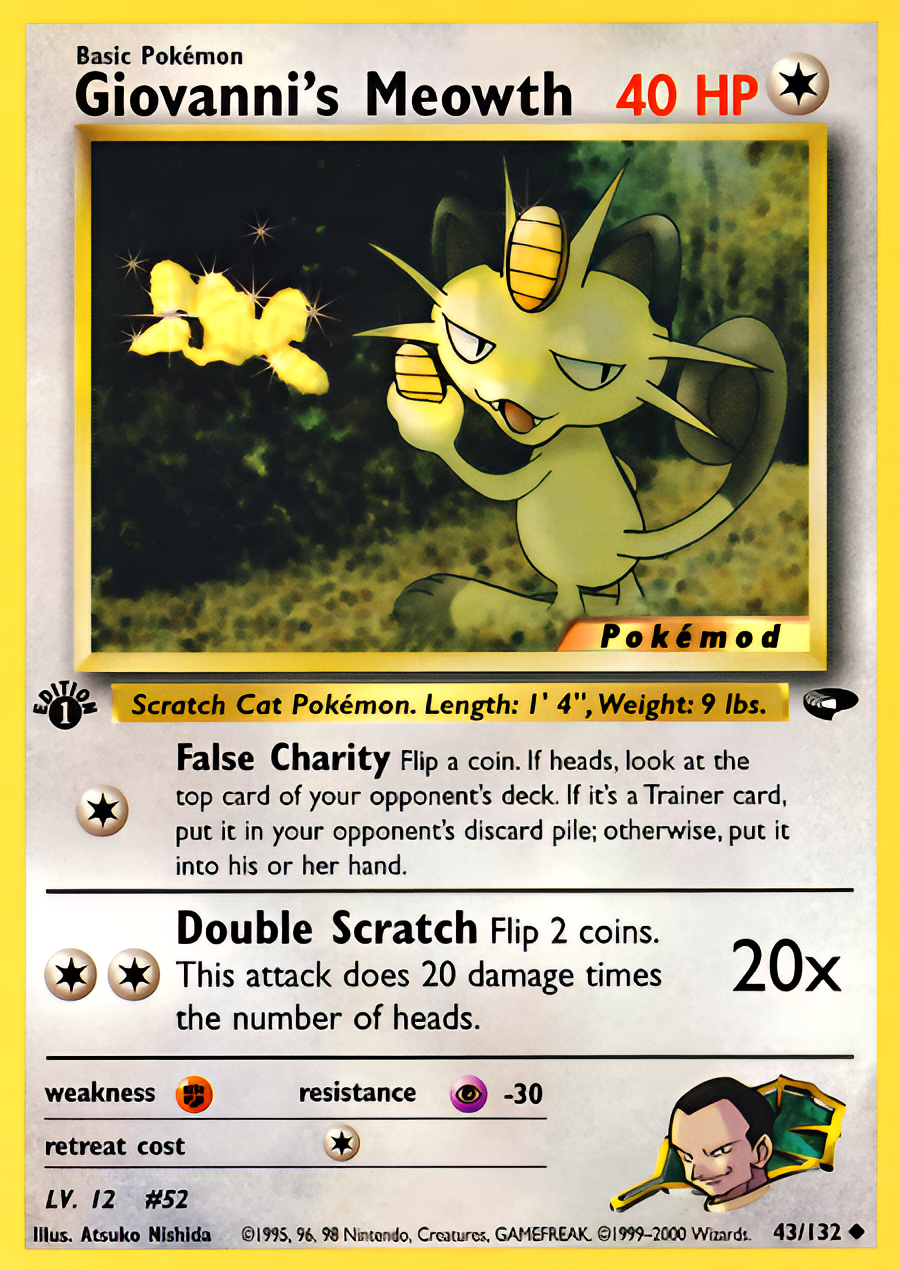 Basic Pokémon
Giovanni's Meowth 40 HP
Pokémod
EDITION
1
Scratch Cat Pokémon. Length: 1' 4", Weight: 9 lbs.
False Charity Flip a coin. If heads, look at the
top card of your opponent's deck. If it's a Trainer card,
put it in your opponent's discard pile; otherwise, put it
into his or her hand.
Double Scratch Flip 2 coins.
This attack does 20 damage times
the number of heads.
20x
weakness resistance -30
retreat cost
LV. 12 #52
Illus. Atsuko Nishida ©1995, 96, 98 Nintendo, Creatures, GAMEFREAK. ©1999–2000 Wizards. 43/132